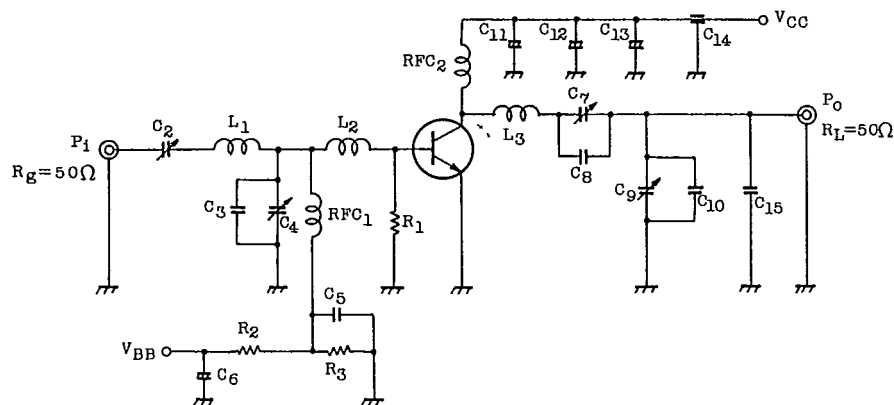 C11
C12
C13
C14
VCC
RFC2
Pi
C2
L1
L2
L3
C7
C8
Po
RL=50Ω
Rg=50Ω
C3
C4
RFC1
R1
C9
C10
C15
C5
VBB
R2
R3
C6